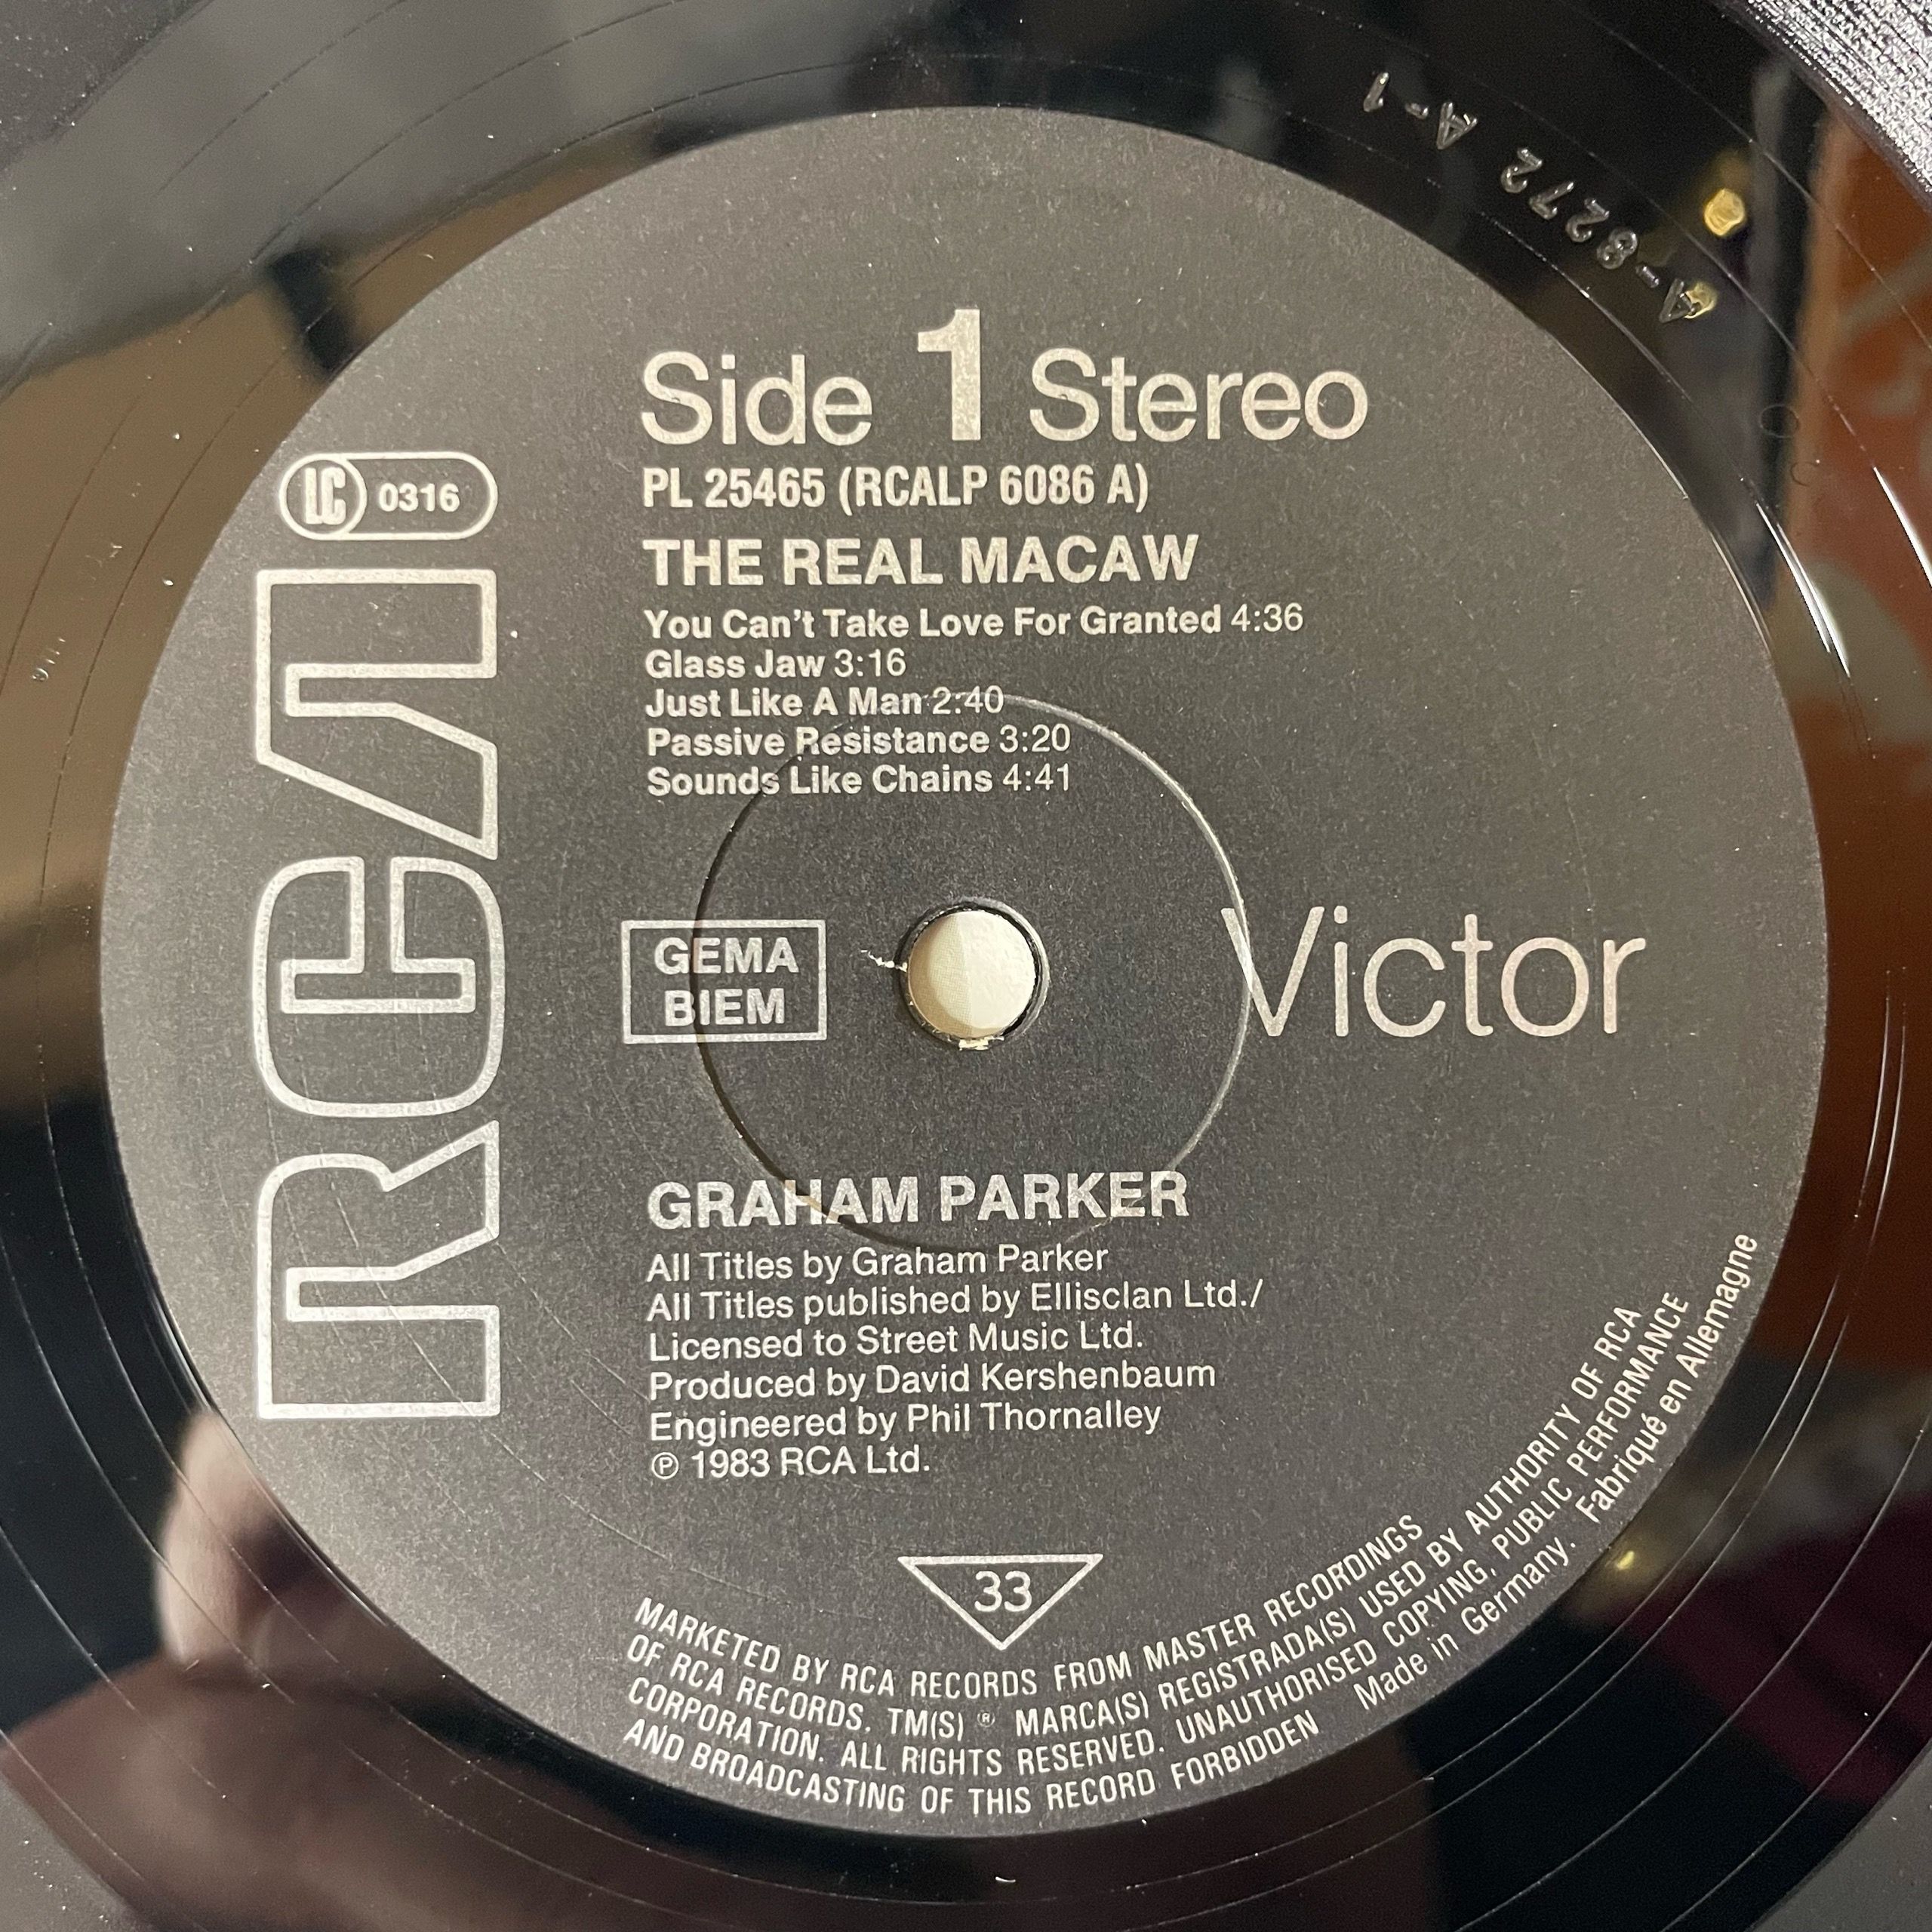 A-8272 A-1
Side 1 Stereo
LC 0316
PL 25465 (RCALP 6086 A)
THE REAL MACAW
You Can't Take Love For Granted 4:36
Glass Jaw 3:16
Just Like A Man 2:40
Passive Resistance 3:20
Sounds Like Chains 4:41
RCA
GEMA
BIEM
Victor
GRAHAM PARKER
All Titles by Graham Parker
All Titles published by Ellisclan Ltd./
Licensed to Street Music Ltd.
Produced by David Kershenbaum
Engineered by Phil Thornalley
℗ 1983 RCA Ltd.
33
MARKETED BY RCA RECORDS FROM MASTER RECORDINGS
OF RCA RECORDS. TM(S) ® MARCA(S) REGISTRADA(S) USED BY AUTHORITY OF RCA
CORPORATION. ALL RIGHTS RESERVED. UNAUTHORISED COPYING, PUBLIC PERFORMANCE
AND BROADCASTING OF THIS RECORD FORBIDDEN Made in Germany. Fabriqué en Allemagne